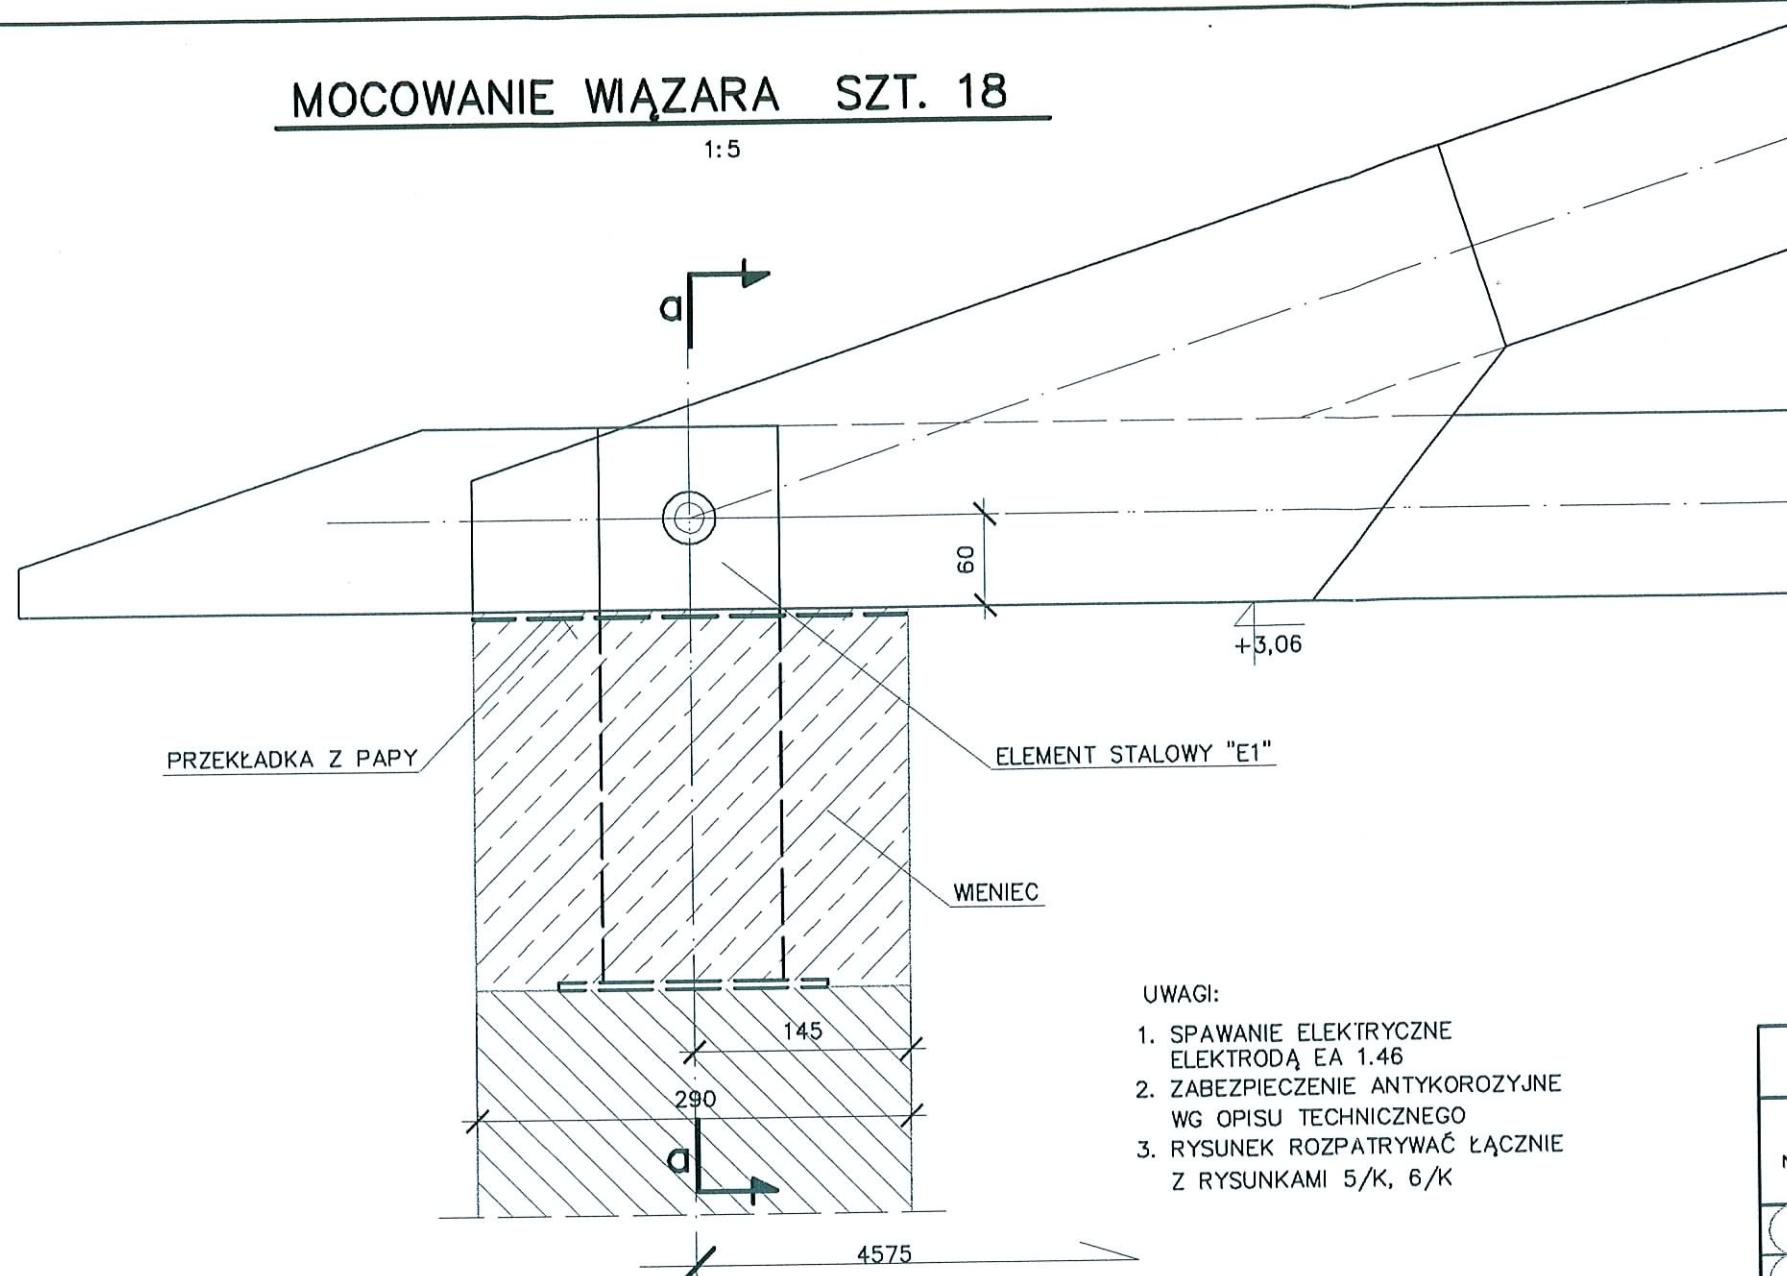 MOCOWANIE WIĄZARA SZT. 18
1:5
a
60
+3,06
PRZEKŁADKA Z PAPY
ELEMENT STALOWY "E1"
WIENIEC
145
290
a
4575
UWAGI:
1. SPAWANIE ELEKTRYCZNE
ELEKTRODĄ EA 1.46
2. ZABEZPIECZENIE ANTYKOROZYJNE
WG OPISU TECHNICZNEGO
3. RYSUNEK ROZPATRYWAĆ ŁĄCZNIE
Z RYSUNKAMI 5/K, 6/K